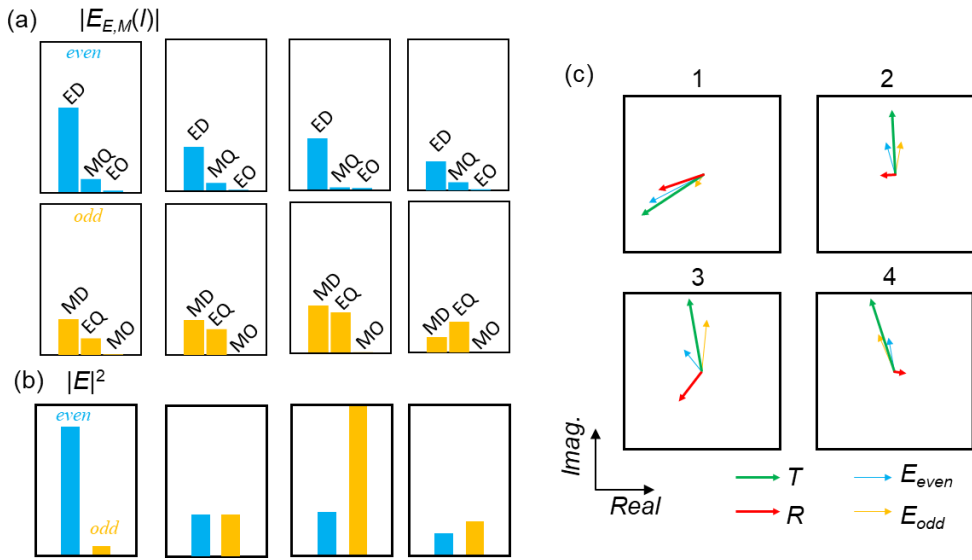 (a) |E_E,M(l)|
even
ED MQ EO
ED MQ EO
ED MQ EO
ED MQ EO
odd
MD EQ MO
MD EQ MO
MD EQ MO
MD EQ MO
(b) |E|²
even
odd
(c)
1 2
3 4
Imag.
Real
T E_even
R E_odd